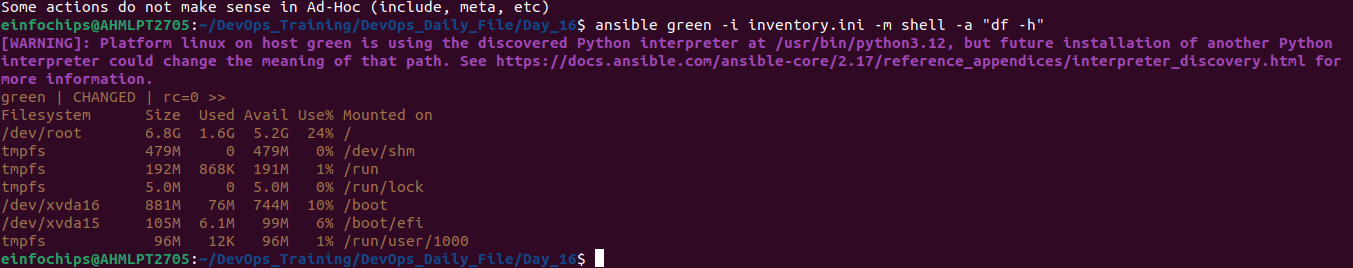 Some actions do not make sense in Ad-Hoc (include, meta, etc)
einfochips@AHMLPT2705:~/DevOps_Training/DevOps_Daily_File/Day_16$ ansible green -i inventory.ini -m shell -a "df -h"
[WARNING]: Platform linux on host green is using the discovered Python interpreter at /usr/bin/python3.12, but future installation of another Python
interpreter could change the meaning of that path. See https://docs.ansible.com/ansible-core/2.17/reference_appendices/interpreter_discovery.html for
more information.
green | CHANGED | rc=0 >>
Filesystem      Size  Used Avail Use% Mounted on
/dev/root       6.8G  1.6G  5.2G  24% /
tmpfs           479M     0  479M   0% /dev/shm
tmpfs           192M  868K  191M   1% /run
tmpfs           5.0M     0  5.0M   0% /run/lock
/dev/xvda16     881M   76M  744M  10% /boot
/dev/xvda15     105M  6.1M   99M   6% /boot/efi
tmpfs            96M   12K   96M   1% /run/user/1000
einfochips@AHMLPT2705:~/DevOps_Training/DevOps_Daily_File/Day_16$